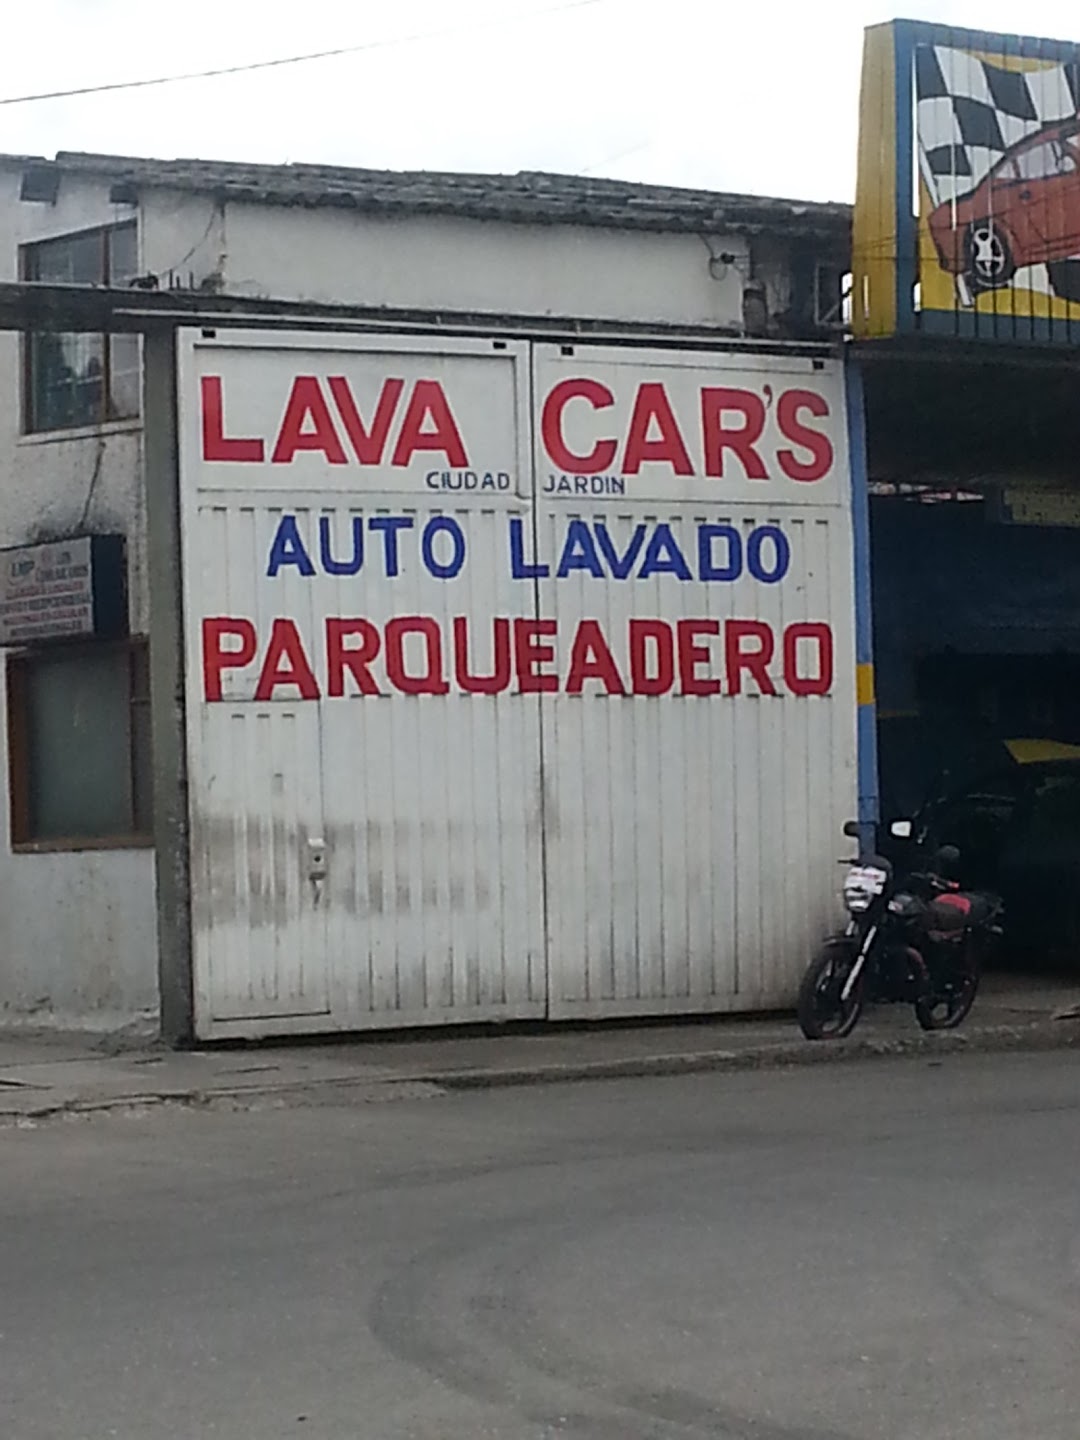 LAVA CAR'S
CIUDAD JARDIN
AUTO LAVADO
PARQUEADERO